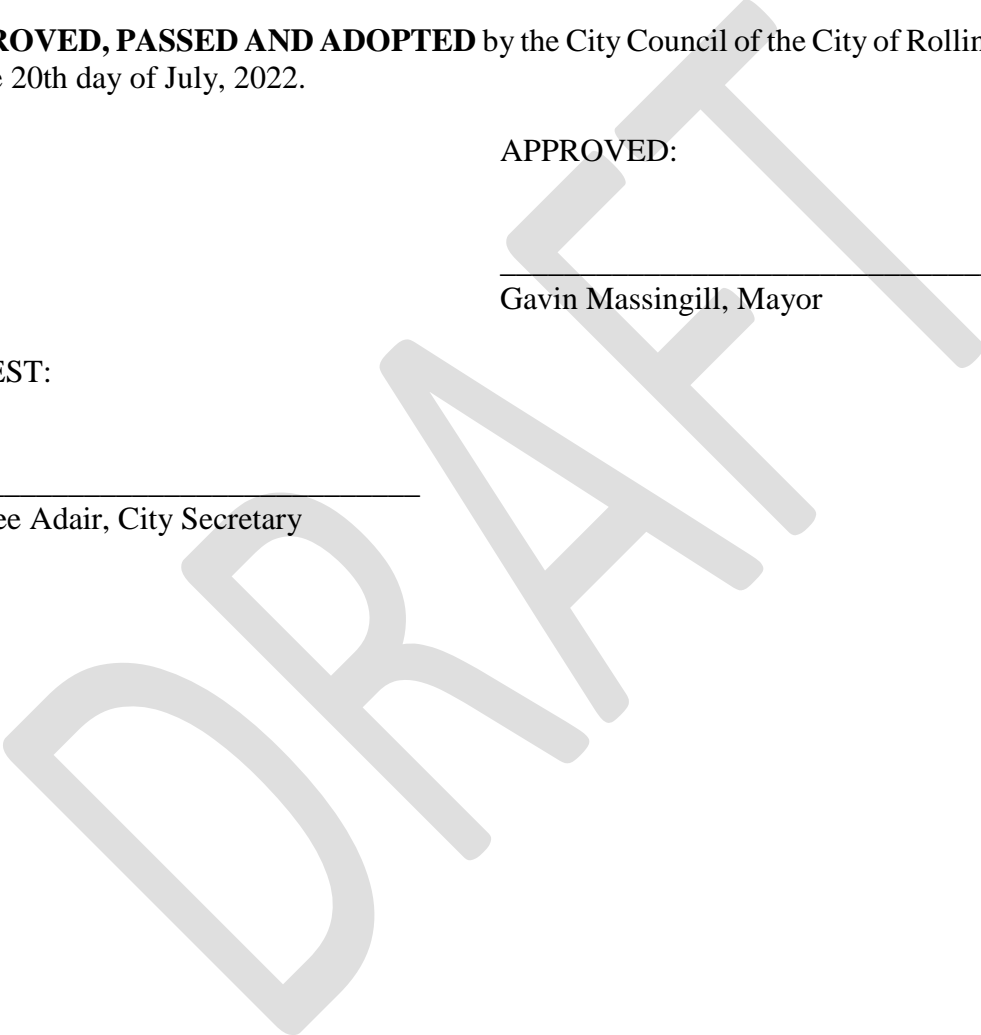 ROVED, PASSED AND ADOPTED by the City Council of the City of Rollin
20th day of July, 2022.
APPROVED:
Gavin Massingill, Mayor
EST:
ee Adair, City Secretary
DRAFT